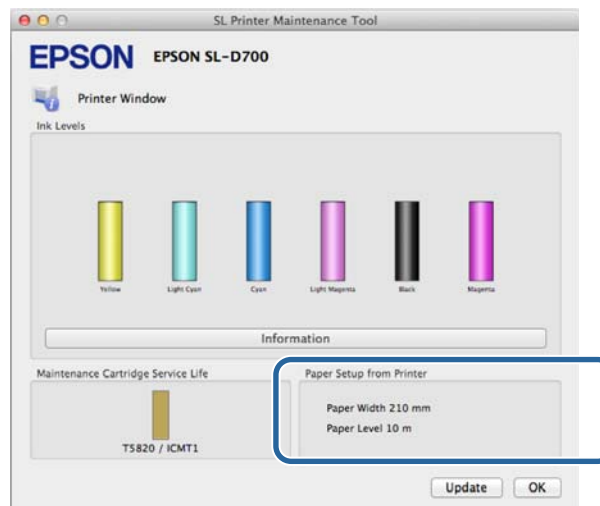 SL Printer Maintenance Tool
EPSON EPSON SL-D700
Printer Window
Ink Levels
Yellow Light Cyan Cyan Light Magenta Black Magenta
Information
Maintenance Cartridge Service Life Paper Setup from Printer
Paper Width 210 mm
Paper Level 10 m
T5820 / ICMT1
Update OK